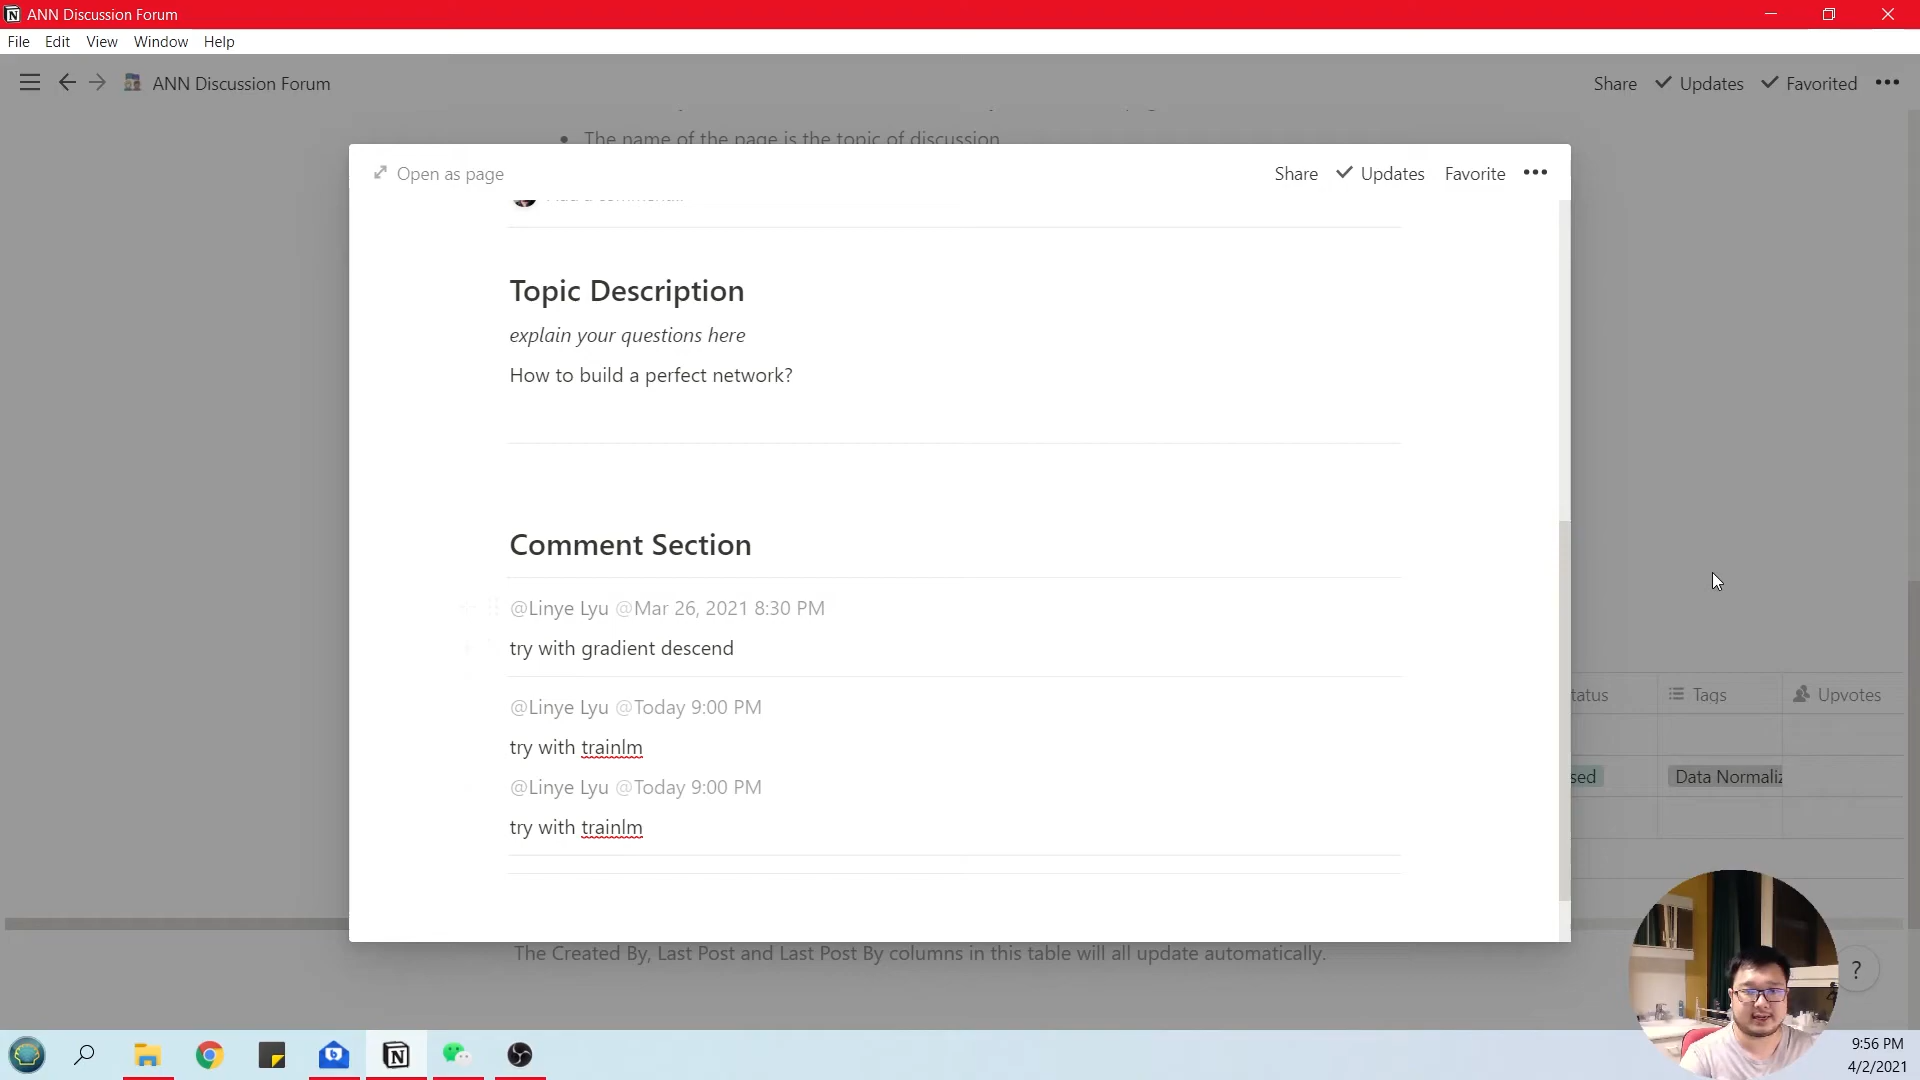 ANN Discussion Forum
File Edit View Window Help
ANN Discussion Forum
Share Updates Favorited
The name of the page is the topic of discussion
Open as page
Share Updates Favorite
Topic Description
explain your questions here
How to build a perfect network?
Comment Section
@Linye Lyu @Mar 26, 2021 8:30 PM
try with gradient descend
@Linye Lyu @Today 9:00 PM
try with trainlm
@Linye Lyu @Today 9:00 PM
try with trainlm
tatus Tags Upvotes
sed Data Normaliz
The Created By, Last Post and Last Post By columns in this table will all update automatically.
?
9:56 PM
4/2/2021